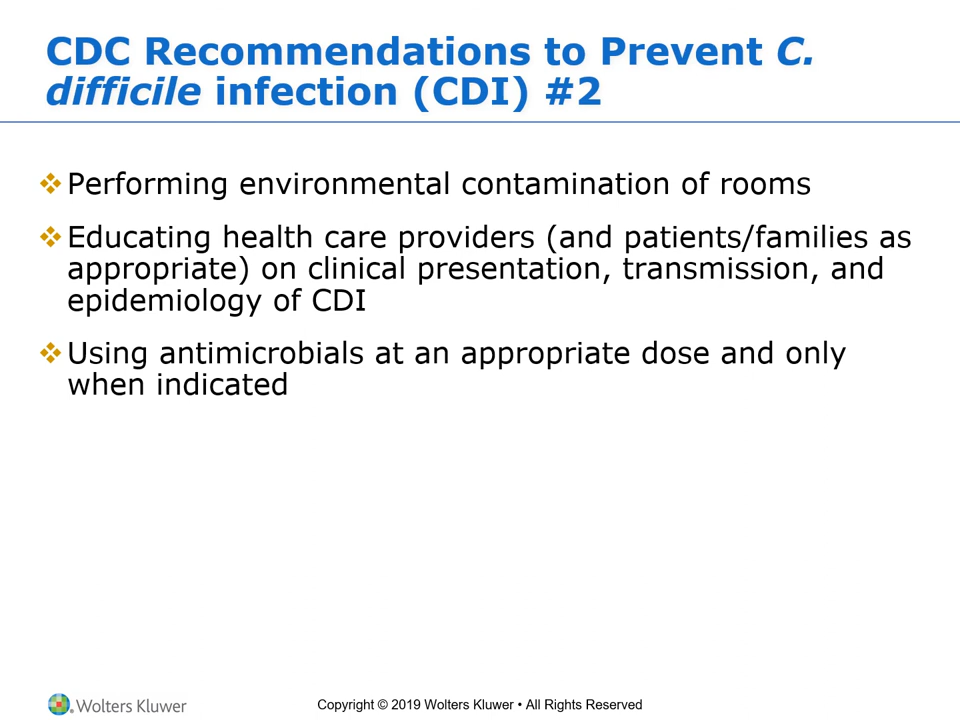 CDC Recommendations to Prevent C.
difficile infection (CDI) #2
❖Performing environmental contamination of rooms
❖Educating health care providers (and patients/families as
appropriate) on clinical presentation, transmission, and
epidemiology of CDI
❖Using antimicrobials at an appropriate dose and only
when indicated
Wolters Kluwer
Copyright © 2019 Wolters Kluwer • All Rights Reserved